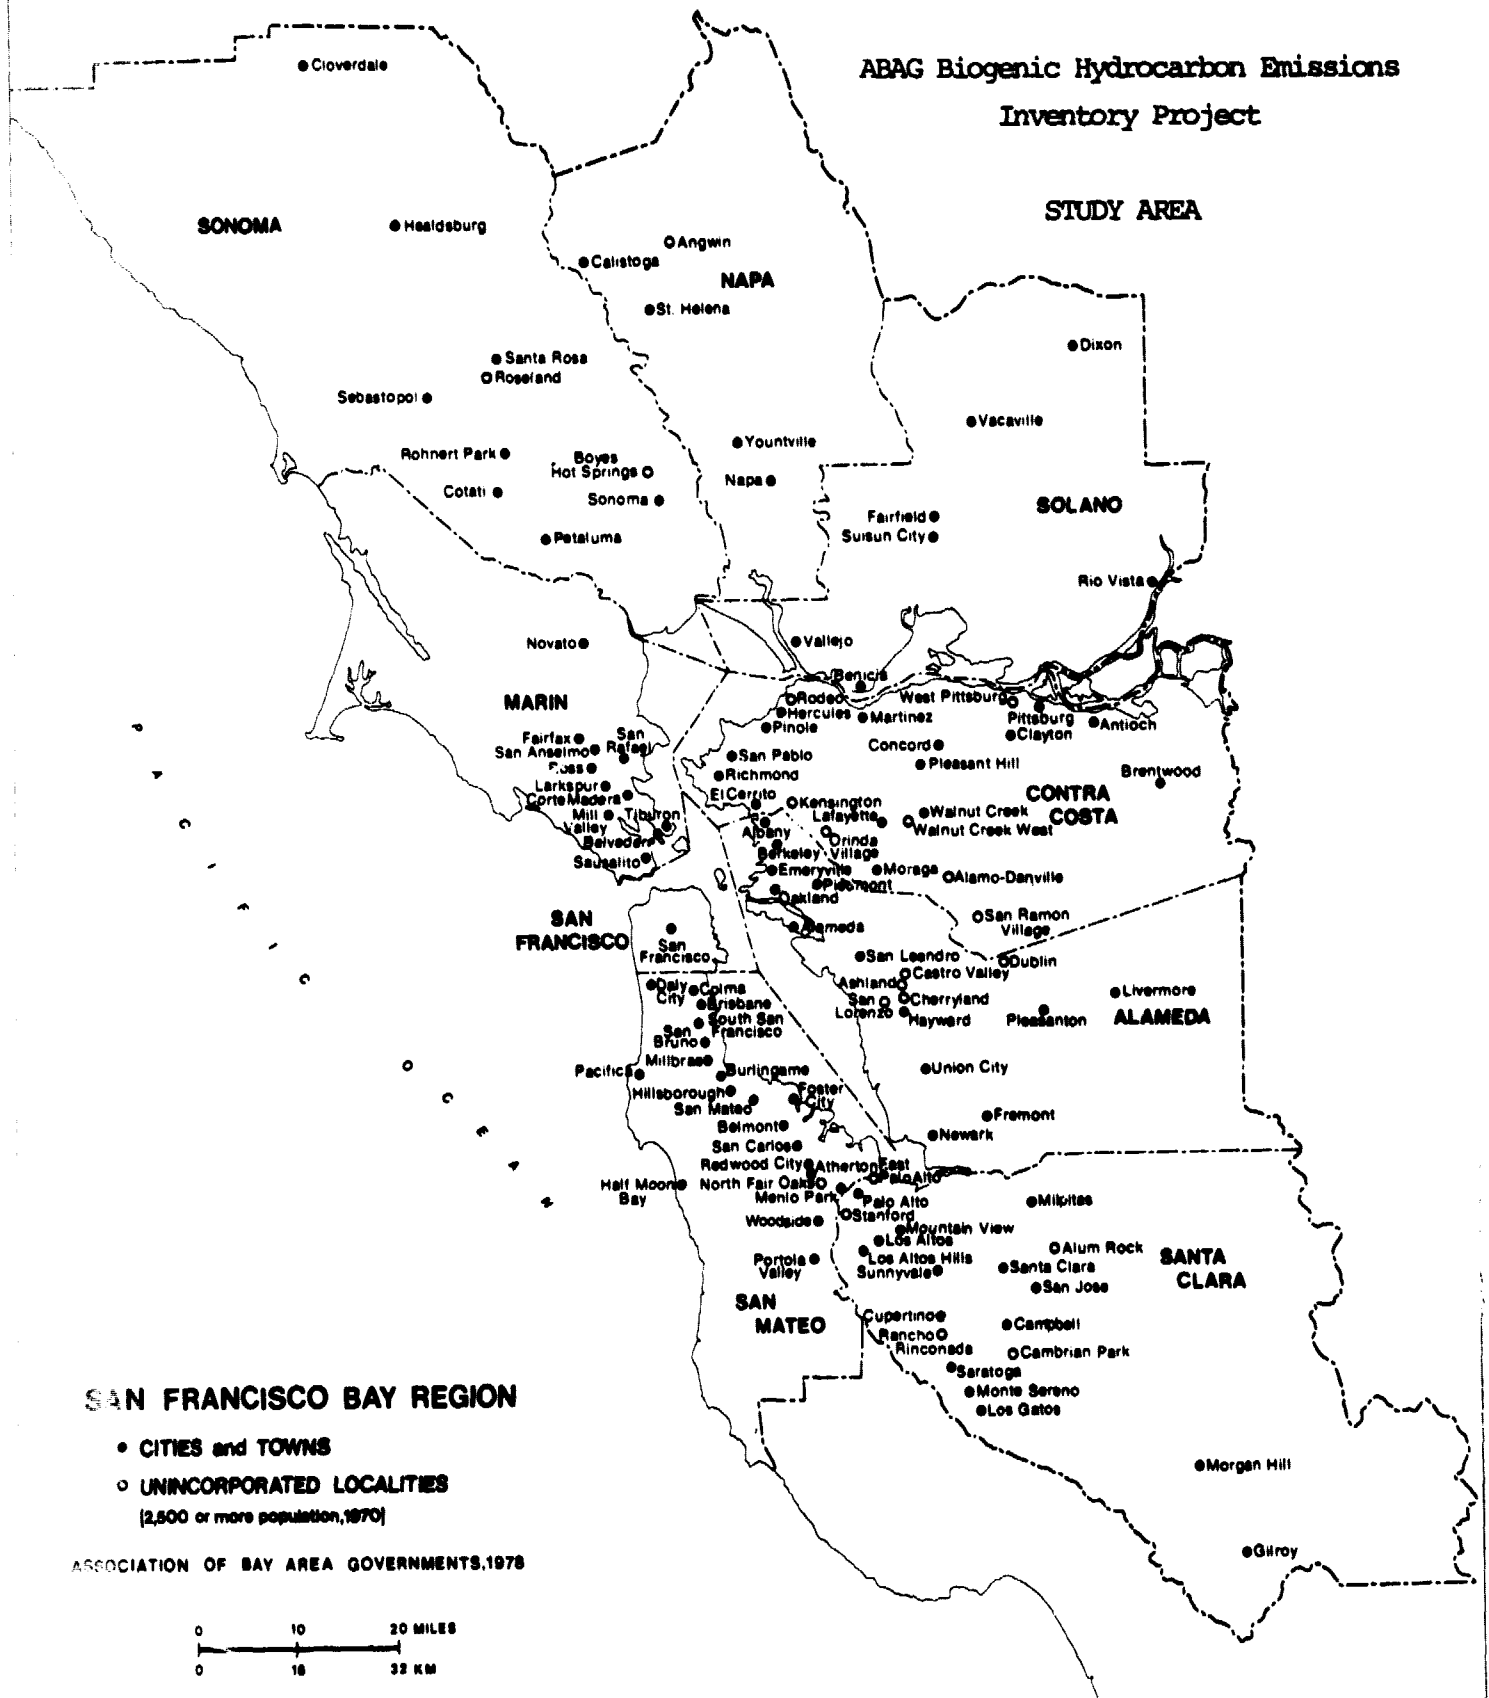 ABAG Biogenic Hydrocarbon Emissions
Inventory Project
STUDY AREA
Cloverdale
SONOMA
Healdsburg
Angwin
Calistoga
NAPA
St. Helena
Dixon
Santa Rosa
Roseland
Sebastopol
Vacaville
Yountville
Rohnert Park
Boyes
Hot Springs
Napa
Cotati
Sonoma
SOLANO
Fairfield
Suisun City
Petaluma
Rio Vista
Novato
Vallejo
Benicia
MARIN
Rodeo
West Pittsburg
Hercules
Martinez
Pittsburg
Antioch
Pinole
Clayton
Fairfax
San
Rafael
San Anselmo
Concord
San Pablo
Pleasant Hill
Ross
Richmond
Brentwood
Larkspur
El Cerrito
CONTRA
COSTA
Corte Madera
Kensington
Lafayette
Walnut Creek
Walnut Creek West
Mill
Valley
Tiburon
Albany
Orinda
Village
Belvedere
Berkeley
Sausalito
Emeryville
Moraga
Alamo-Danville
Piedmont
Oakland
SAN
FRANCISCO
San
Francisco
Alameda
San Ramon
Village
San Leandro
Dublin
Castro Valley
Ashland
Daly
City
Colma
Brisbane
San
Lorenzo
Cherryland
Hayward
Livermore
Pleasanton
ALAMEDA
South San
Francisco
San
Bruno
Millbrae
Pacifica
Burlingame
Union City
Hillsborough
Foster
City
San Mateo
Fremont
Belmont
Newark
San Carlos
Redwood City
Atherton
East
Palo Alto
Half Moon
Bay
North Fair Oaks
Menlo Park
Palo Alto
Milpitas
Woodside
Stanford
Mountain View
Los Altos
Alum Rock
Portola
Valley
Los Altos Hills
Sunnyvale
Santa Clara
San Jose
SANTA
CLARA
SAN
MATEO
Cupertino
Campbell
Rancho
Rinconada
Cambrian Park
Saratoga
Monte Sereno
Los Gatos
Morgan Hill
Gilroy
PACIFIC
OCEAN
SAN FRANCISCO BAY REGION
CITIES and TOWNS
UNINCORPORATED LOCALITIES
(2,500 or more population,1970)
ASSOCIATION OF BAY AREA GOVERNMENTS,1978
0 10 20 MILES
0 16 32 KM